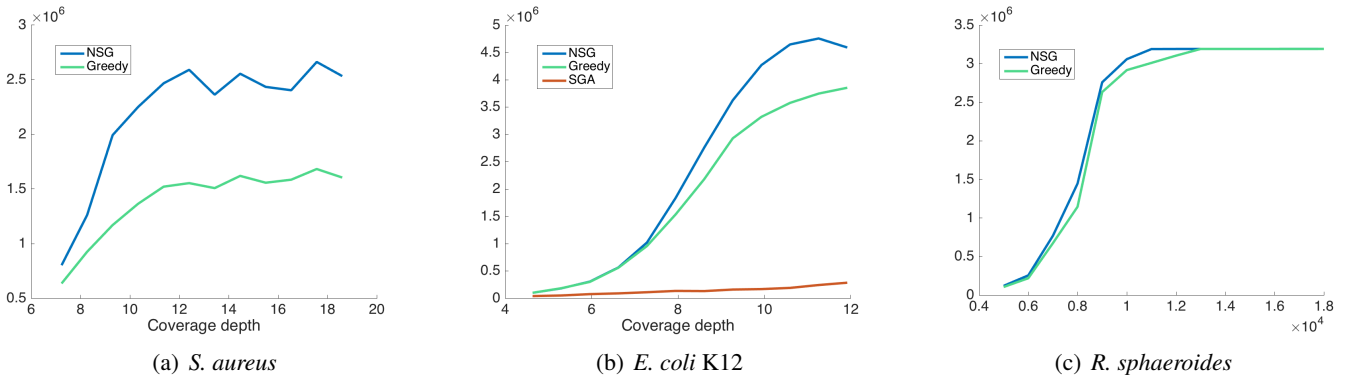 ×10^6
3
2.5
2
1.5
1
0.5
6 8 10 12 14 16 18 20
Coverage depth
NSG
Greedy
(a) S. aureus
×10^6
5
4.5
4
3.5
3
2.5
2
1.5
1
0.5
0
4 6 8 10 12
Coverage depth
NSG
Greedy
SGA
(b) E. coli K12
×10^6
3.5
3
2.5
2
1.5
1
0.5
0
0.4 0.6 0.8 1 1.2 1.4 1.6 1.8
×10^4
NSG
Greedy
(c) R. sphaeroides